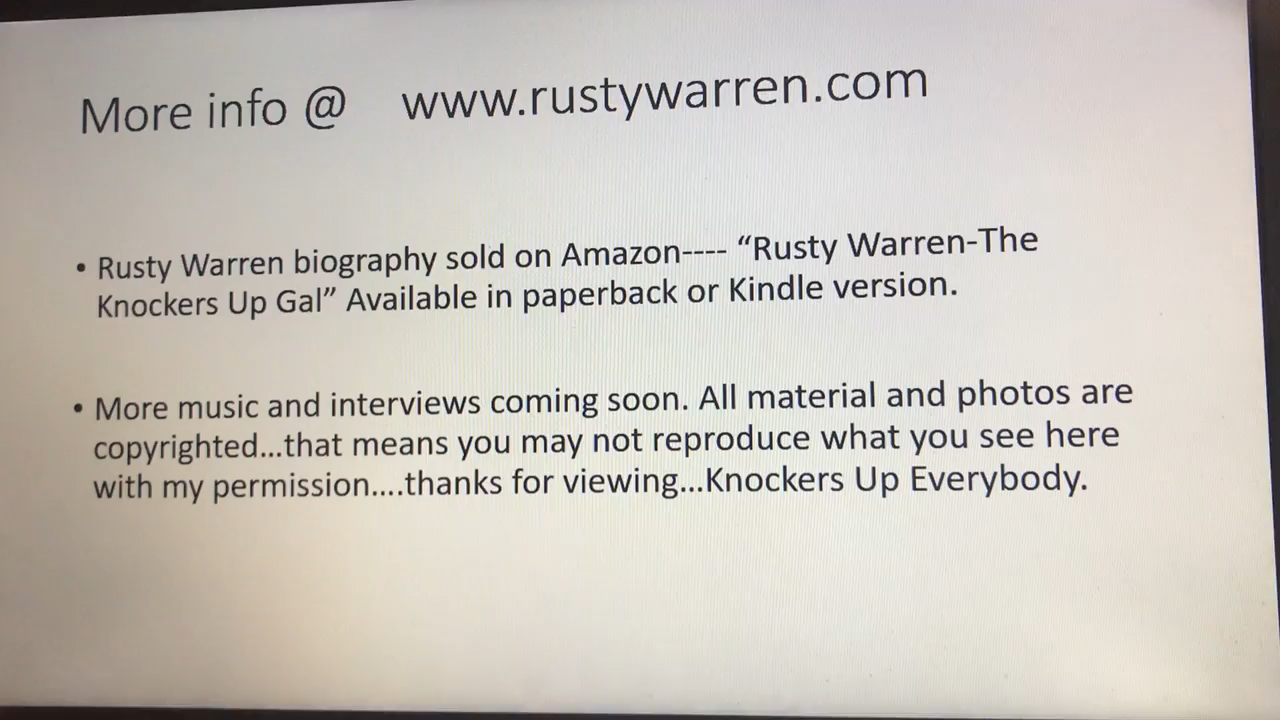 More info @ www.rustywarren.com
• Rusty Warren biography sold on Amazon---- “Rusty Warren-The
Knockers Up Gal” Available in paperback or Kindle version.
• More music and interviews coming soon. All material and photos are
copyrighted...that means you may not reproduce what you see here
with my permission....thanks for viewing...Knockers Up Everybody.